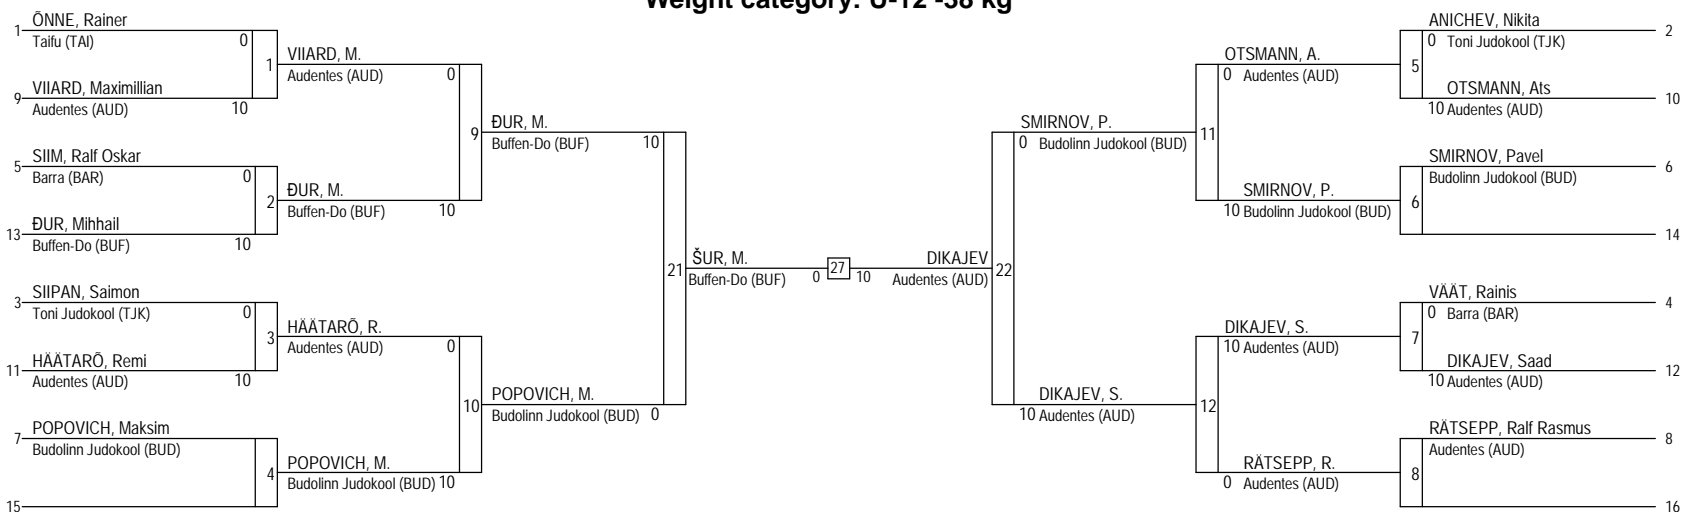 Weight category: U-12 -38 kg
ÕNNE, Rainer
1
Taifu (TAI)
0
1
VIIARD, Maximillian
9
Audentes (AUD)
10
SIIM, Ralf Oskar
5
Barra (BAR)
0
2
ĐUR, Mihhail
13
Buffen-Do (BUF)
10
SIIPAN, Saimon
3
Toni Judokool (TJK)
0
3
HÄÄTARÕ, Remi
11
Audentes (AUD)
10
POPOVICH, Maksim
7
Budolinn Judokool (BUD)
4
15
VIIARD, M.
Audentes (AUD)
0
9
ĐUR, M.
Buffen-Do (BUF)
10
HÄÄTARÕ, R.
Audentes (AUD)
0
10
POPOVICH, M.
Budolinn Judokool (BUD) 10
ĐUR, M.
Buffen-Do (BUF)
10
21
POPOVICH, M.
Budolinn Judokool (BUD) 0
ŠUR, M.
Buffen-Do (BUF)
0
27
10
DIKAJEV
Audentes (AUD)
22
SMIRNOV, P.
0 Budolinn Judokool (BUD)
DIKAJEV, S.
10 Audentes (AUD)
OTSMANN, A.
0 Audentes (AUD)
11
SMIRNOV, P.
10 Budolinn Judokool (BUD)
DIKAJEV, S.
10 Audentes (AUD)
12
RÄTSEPP, R.
0 Audentes (AUD)
ANICHEV, Nikita
2
0 Toni Judokool (TJK)
5
OTSMANN, Ats
10
10 Audentes (AUD)
SMIRNOV, Pavel
6
Budolinn Judokool (BUD)
6
14
VÄÄT, Rainis
4
0 Barra (BAR)
7
DIKAJEV, Saad
12
10 Audentes (AUD)
RÄTSEPP, Ralf Rasmus
8
Audentes (AUD)
8
16